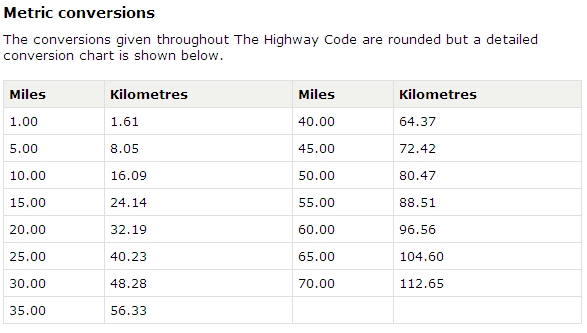 Metric conversions
The conversions given throughout The Highway Code are rounded but a detailed
conversion chart is shown below.
Miles Kilometres Miles Kilometres
1.00 1.61 40.00 64.37
5.00 8.05 45.00 72.42
10.00 16.09 50.00 80.47
15.00 24.14 55.00 88.51
20.00 32.19 60.00 96.56
25.00 40.23 65.00 104.60
30.00 48.28 70.00 112.65
35.00 56.33